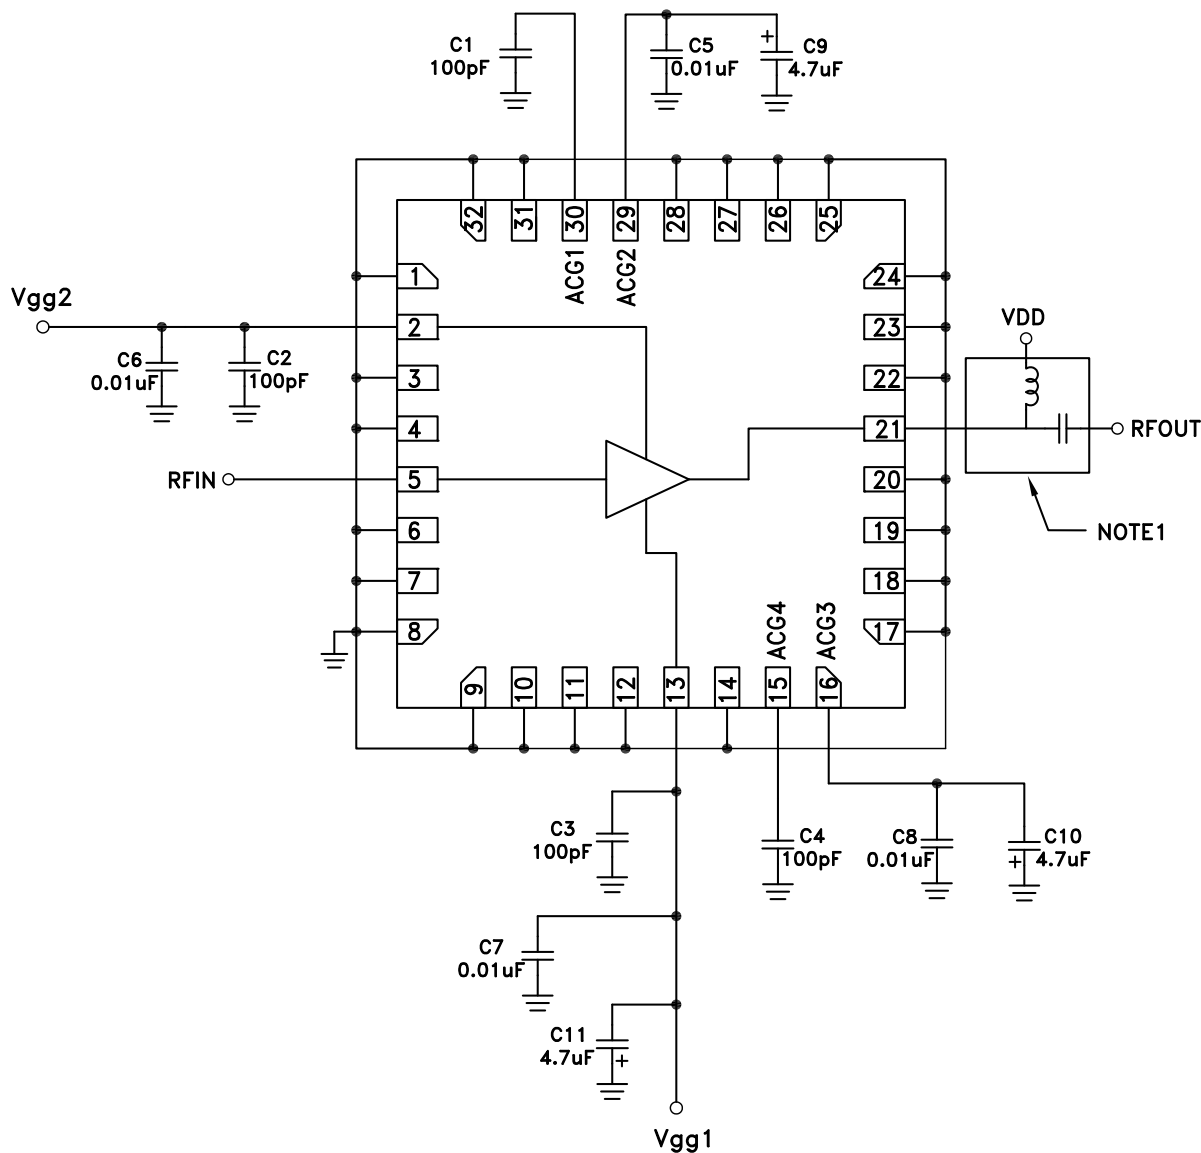 C1
100pF
C5
0.01uF
+
C9
4.7uF
32
31
30
29
28
27
26
25
ACG1
ACG2
1
2
3
4
5
6
7
8
24
23
22
21
20
19
18
17
Vgg2
C6
0.01uF
C2
100pF
RFIN
VDD
RFOUT
NOTE1
ACG4
ACG3
9
10
11
12
13
14
15
16
C3
100pF
C4
100pF
C8
0.01uF
C10
+ 4.7uF
C7
0.01uF
C11
4.7uF +
Vgg1